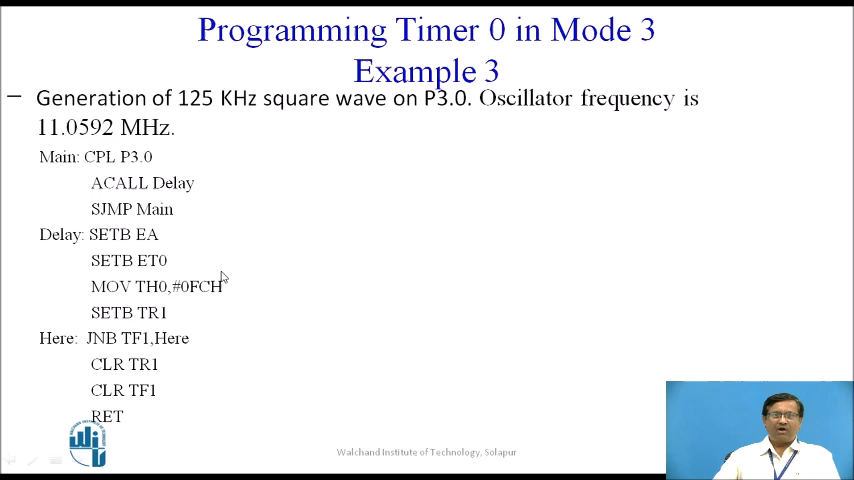 Programming Timer 0 in Mode 3
Example 3
– Generation of 125 KHz square wave on P3.0. Oscillator frequency is
11.0592 MHz.
Main: CPL P3.0
ACALL Delay
SJMP Main
Delay: SETB EA
SETB ET0
MOV TH0,#0FCH
SETB TR1
Here: JNB TF1,Here
CLR TR1
CLR TF1
RET
Walchand Institute of Technology, Solapur